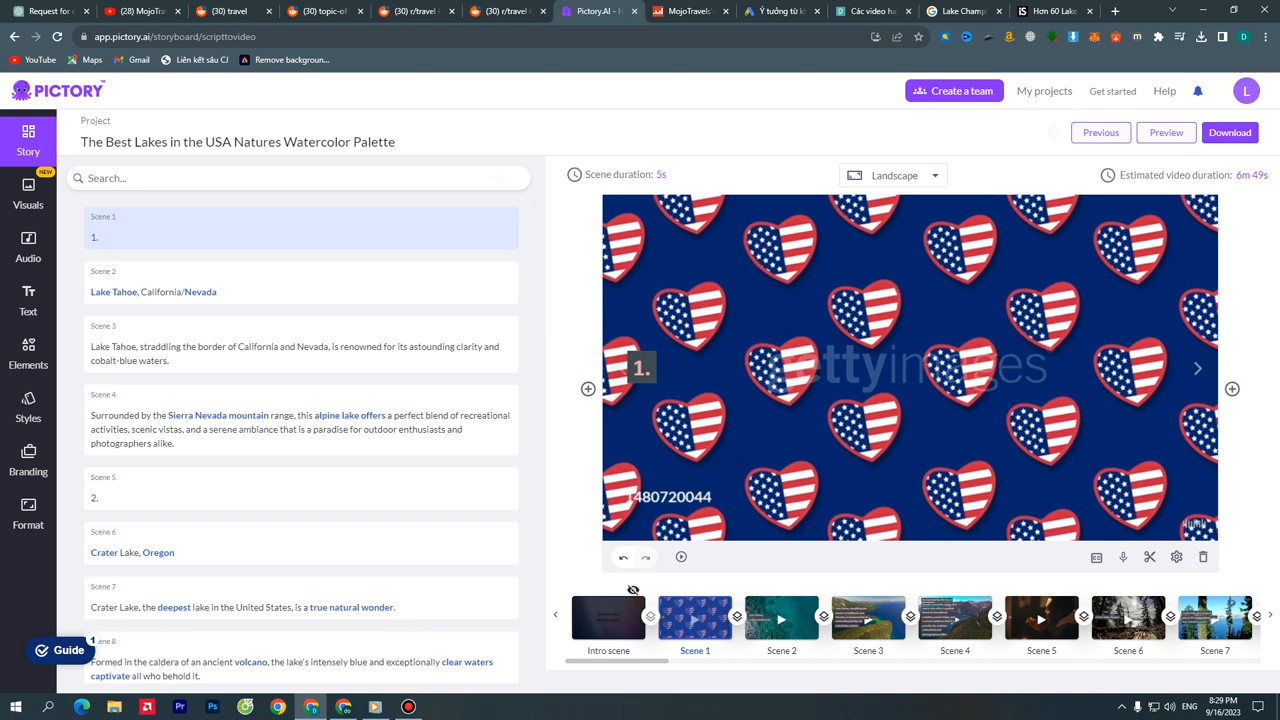 Request for
(28) MojoTra
(30) travel
(30) topic-of
(30) r/travel
(30) r/travel
Pictory.AI - H
MojoTravels's
Ý tưởng từ kh
Các video hà
Lake Champl
Hơn 60 Lake
app.pictory.ai/storyboard/scripttovideo
D
YouTube
Maps
Gmail
Liên kết sâu CJ
Remove backgroun...
PICTORY
Create a team
My projects
Get started
Help
L
Project
The Best Lakes in the USA Natures Watercolor Palette
Previous
Preview
Download
Story
NEW
Visuals
Audio
Text
Elements
Styles
Branding
Format
Search...
Scene 1
1.
Scene 2
Lake Tahoe, California/Nevada
Scene 3
Lake Tahoe, straddling the border of California and Nevada, is renowned for its astounding clarity and
cobalt-blue waters.
Scene 4
Surrounded by the Sierra Nevada mountain range, this alpine lake offers a perfect blend of recreational
activities, scenic vistas, and a serene ambiance that is a paradise for outdoor enthusiasts and
photographers alike.
Scene 5
2.
Scene 6
Crater Lake, Oregon
Scene 7
Crater Lake, the deepest lake in the United States, is a true natural wonder.
ene 8
Formed in the caldera of an ancient volcano, the lake's intensely blue and exceptionally clear waters
captivate all who behold it.
1
Guide
Scene duration: 5s
Landscape
Estimated video duration: 6m 49s
1.
gettyimages
1480720044
Intro scene
Scene 1
Scene 2
Scene 3
Scene 4
Scene 5
Scene 6
Scene 7
ENG
8:29 PM
9/16/2023